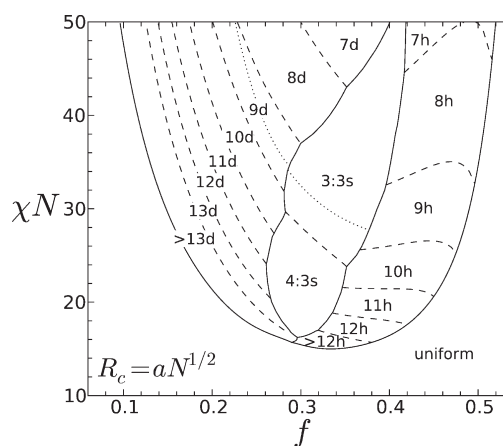 50
40
χN
30
20
10
7d
7h
8d
8h
9d
10d
11d
3:3s
12d
13d
9h
>13d
4:3s
10h
11h
12h
>12h
uniform
R_c=aN^{1/2}
0.1
0.2
0.3
0.4
0.5
f